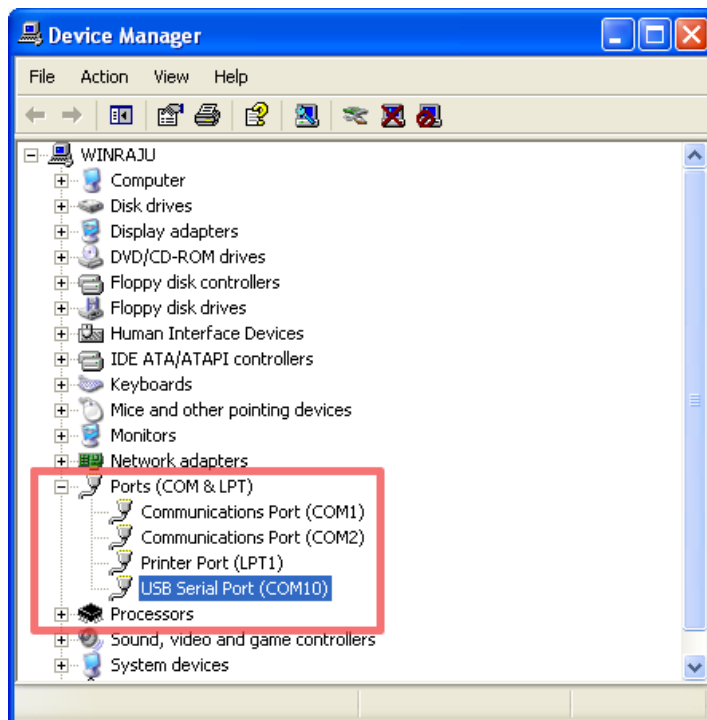 Device Manager
File Action View Help
WINRAJU
Computer
Disk drives
Display adapters
DVD/CD-ROM drives
Floppy disk controllers
Floppy disk drives
Human Interface Devices
IDE ATA/ATAPI controllers
Keyboards
Mice and other pointing devices
Monitors
Network adapters
Ports (COM & LPT)
Communications Port (COM1)
Communications Port (COM2)
Printer Port (LPT1)
USB Serial Port (COM10)
Processors
Sound, video and game controllers
System devices